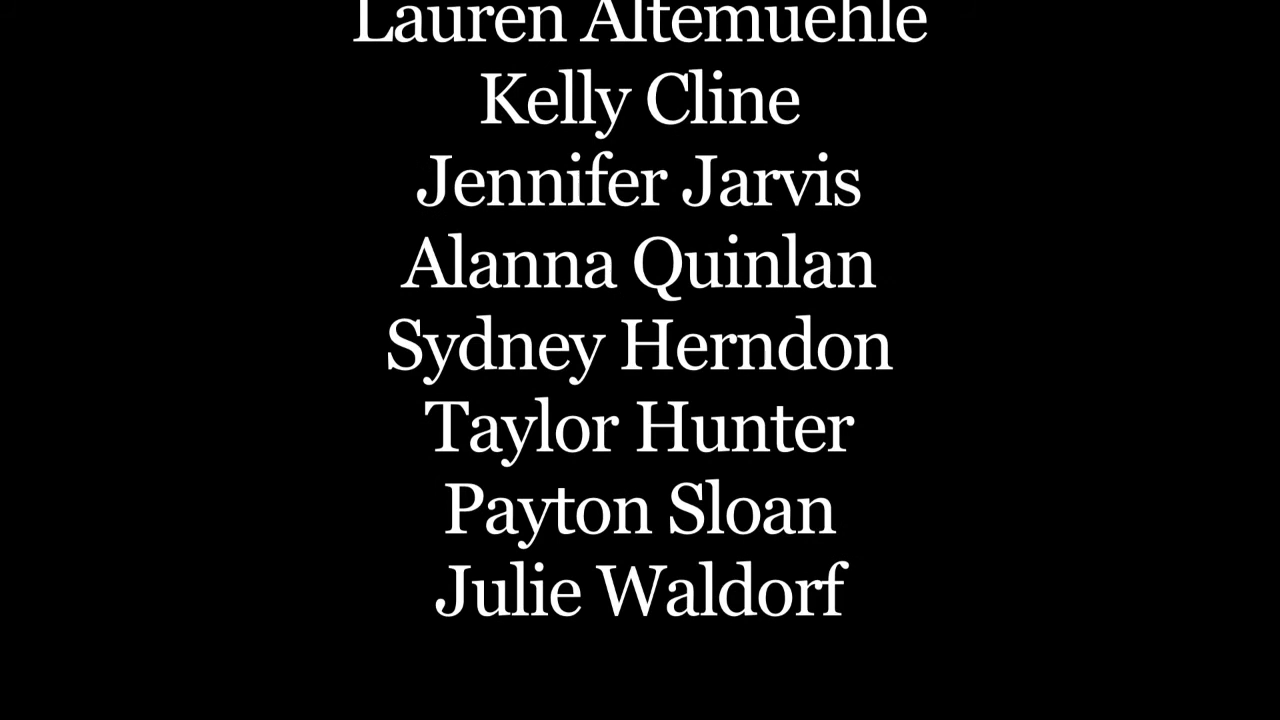 Lauren Altemuehle
Kelly Cline
Jennifer Jarvis
Alanna Quinlan
Sydney Herndon
Taylor Hunter
Payton Sloan
Julie Waldorf